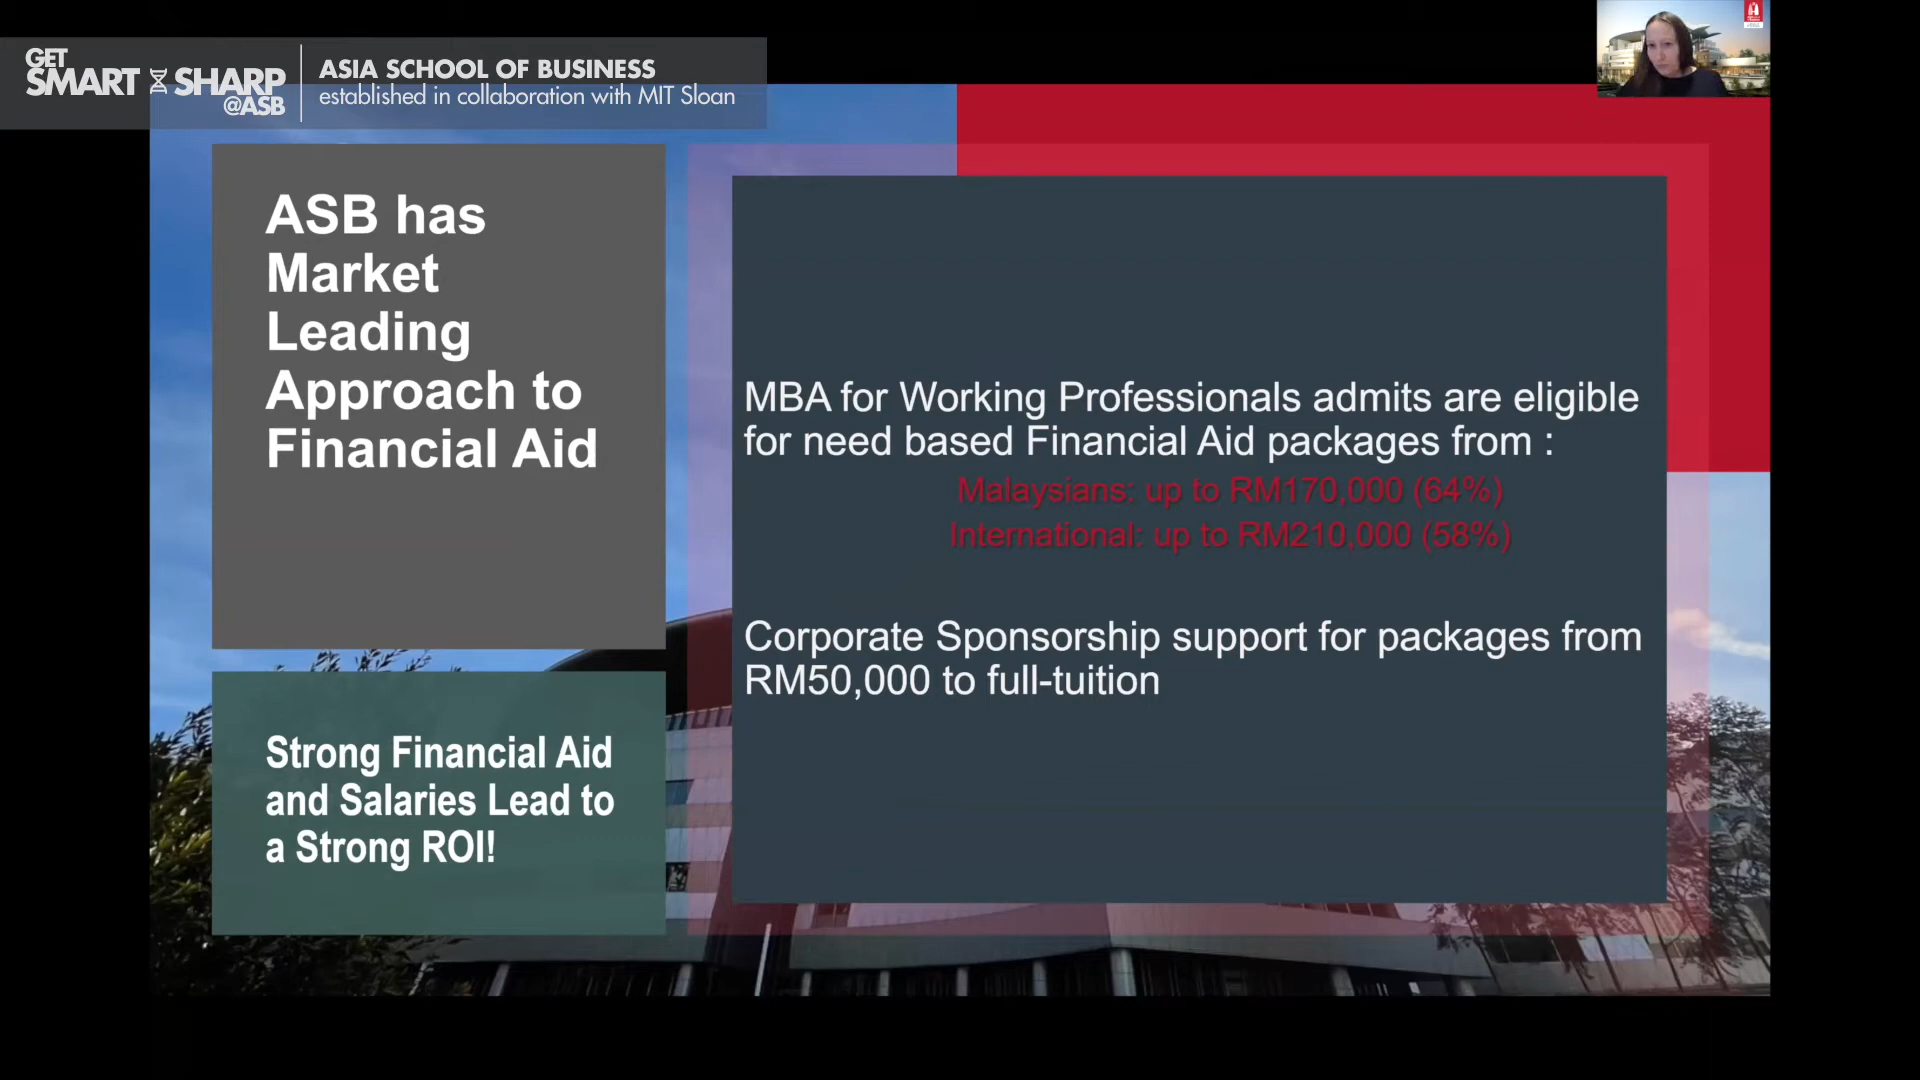 GET
SMART SHARP
@ASB
ASIA SCHOOL OF BUSINESS
established in collaboration with MIT Sloan
ASB has
Market
Leading
Approach to
Financial Aid
MBA for Working Professionals admits are eligible
for need based Financial Aid packages from :
Malaysians: up to RM170,000 (64%)
International: up to RM210,000 (58%)
Corporate Sponsorship support for packages from
RM50,000 to full-tuition
Strong Financial Aid
and Salaries Lead to
a Strong ROI!